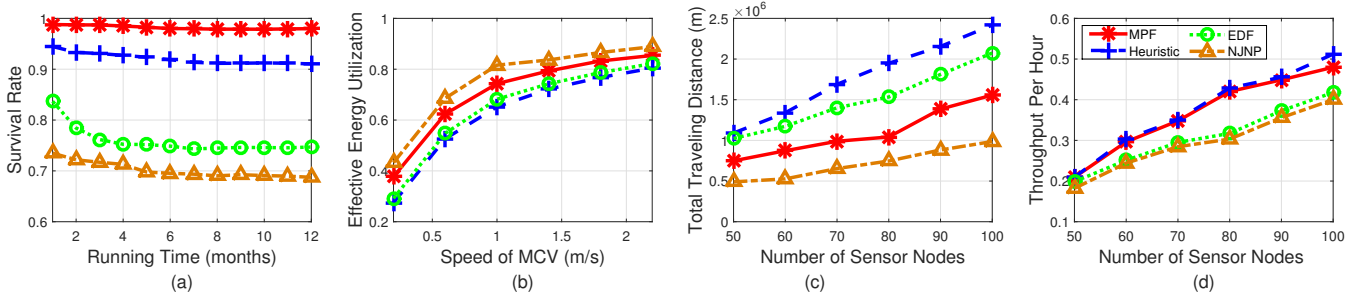 1
0.9
0.8
0.7
0.6
2 4 6 8 10 12
Survival Rate
Running Time (months)
(a)
1
0.8
0.6
0.4
0.2
0.5 1 1.5 2
Effective Energy Utilization
Speed of MCV (m/s)
(b)
×10⁶
2.5
2
1.5
1
0.5
0
50 60 70 80 90 100
Total Traveling Distance (m)
Number of Sensor Nodes
(c)
0.6
0.5
0.4
0.3
0.2
0.1
50 60 70 80 90 100
MPF EDF
Heuristic NJNP
Throughput Per Hour
Number of Sensor Nodes
(d)